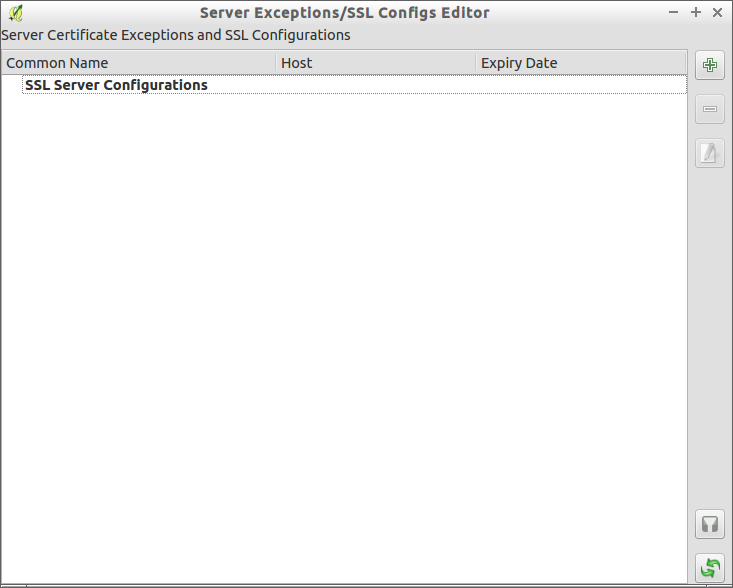 Server Exceptions/SSL Configs Editor
Server Certificate Exceptions and SSL Configurations
Common Name Host Expiry Date
SSL Server Configurations